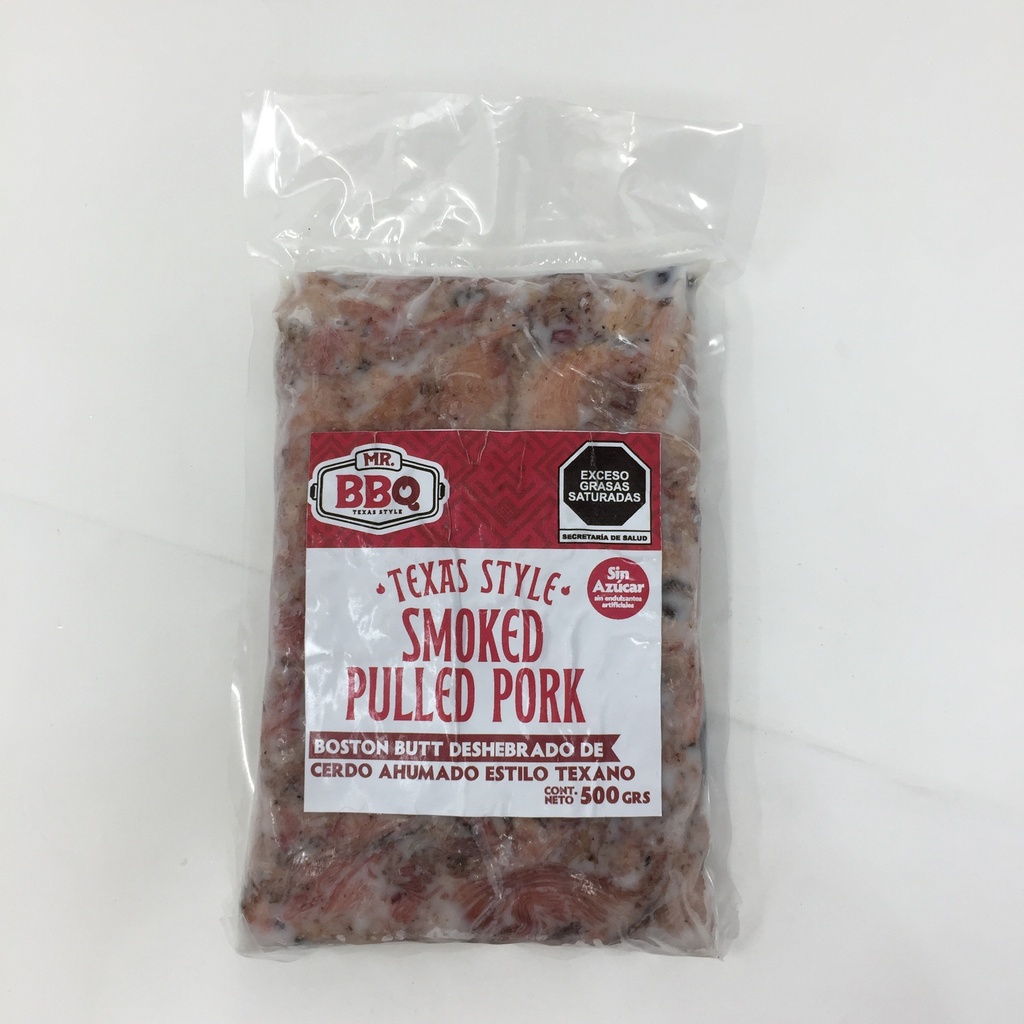 MR.
BBQ
TEXAS STYLE
EXCESO
GRASAS
SATURADAS
SECRETARÍA DE SALUD
TEXAS STYLE
SMOKED
PULLED PORK
Sin
Azúcar
sin endulzantes
artificiales
BOSTON BUTT DESHEBRADO DE
CERDO AHUMADO ESTILO TEXANO
CONT. NETO 500 GRS